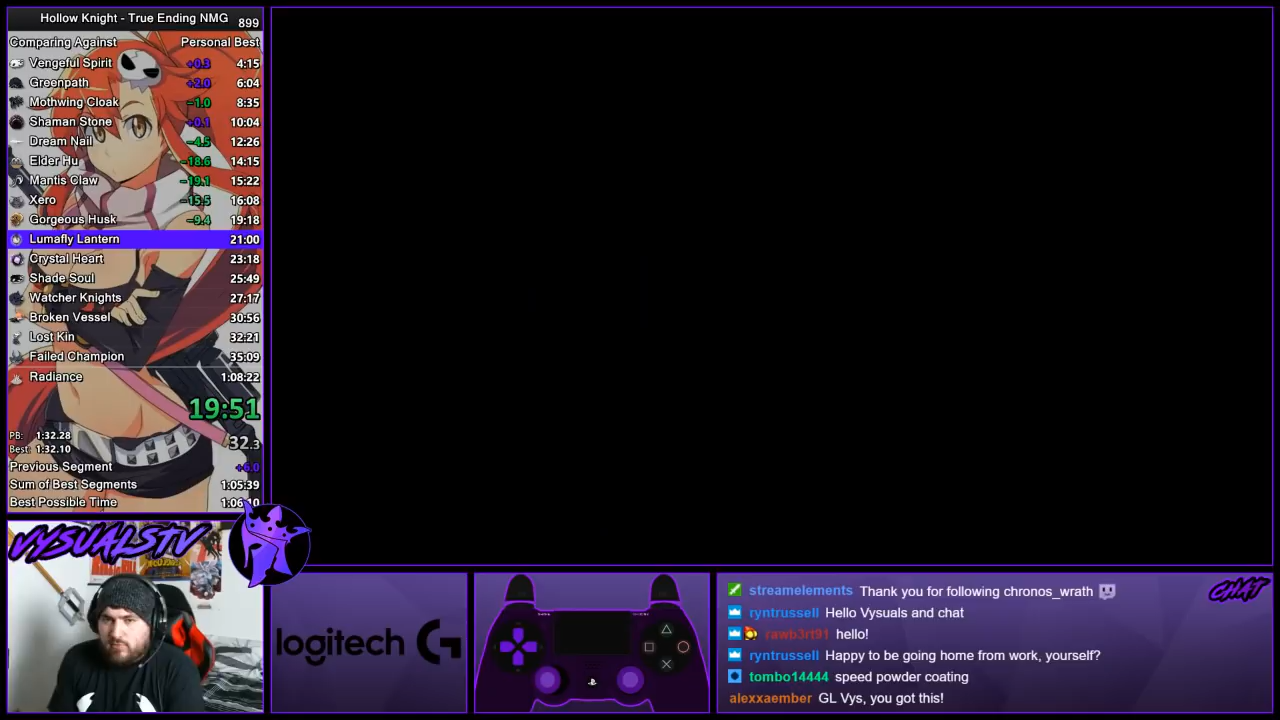 Hollow Knight - True Ending NMG 899
Comparing Against Personal Best
Vengeful Spirit +0.3 4:15
Greenpath +2.0 6:04
Mothwing Cloak −1.0 8:35
Shaman Stone +0.1 10:04
Dream Nail −4.5 12:26
Elder Hu −18.6 14:15
Mantis Claw −19.1 15:22
Xero −15.5 16:08
Gorgeous Husk −9.4 19:18
Lumafly Lantern 21:00
Crystal Heart 23:18
Shade Soul 25:49
Watcher Knights 27:17
Broken Vessel 30:56
Lost Kin 32:21
Failed Champion 35:09
Radiance 1:08:22
19:51
PB: 1:32.28
Best: 1:32.10
32.3
Previous Segment +6.0
Sum of Best Segments 1:05:39
Best Possible Time 1:06:10
VYSUALSTV
logitech G
CHAT
streamelements Thank you for following chronos_wrath
ryntrussell Hello Vysuals and chat
rawb3rt91 hello!
ryntrussell Happy to be going home from work, yourself?
tombo14444 speed powder coating
alexxaember GL Vys, you got this!